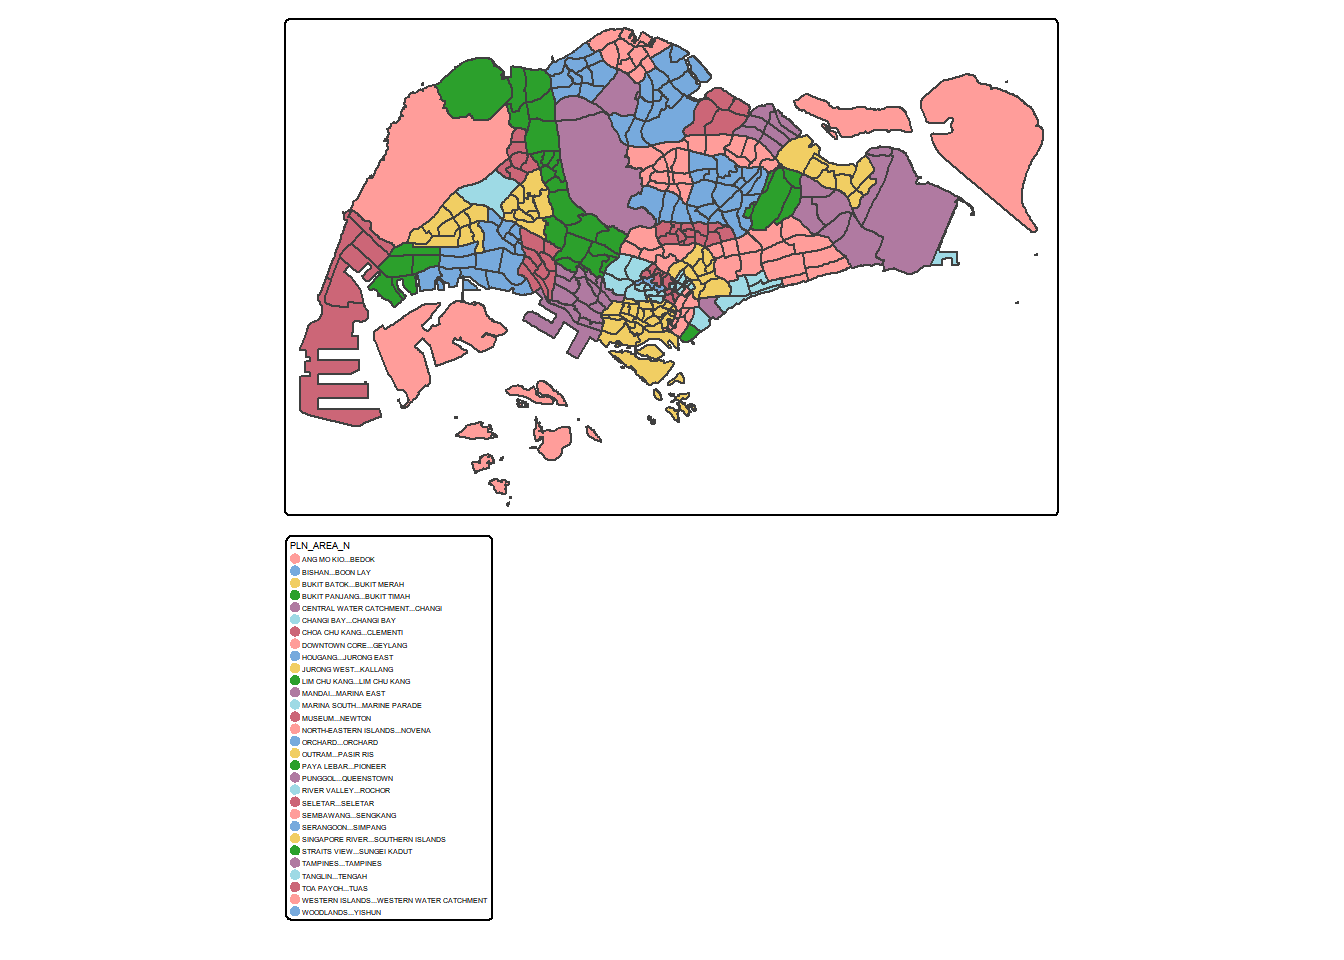 PLN_AREA_N
ANG MO KIO...BEDOK
BISHAN...BOON LAY
BUKIT BATOK...BUKIT MERAH
BUKIT PANJANG...BUKIT TIMAH
CENTRAL WATER CATCHMENT...CHANGI
CHANGI BAY...CHANGI BAY
CHOA CHU KANG...CLEMENTI
DOWNTOWN CORE...GEYLANG
HOUGANG...JURONG EAST
JURONG WEST...KALLANG
LIM CHU KANG...LIM CHU KANG
MANDAI...MARINA EAST
MARINA SOUTH...MARINE PARADE
MUSEUM...NEWTON
NORTH-EASTERN ISLANDS...NOVENA
ORCHARD...ORCHARD
OUTRAM...PASIR RIS
PAYA LEBAR...PIONEER
PUNGGOL...QUEENSTOWN
RIVER VALLEY...ROCHOR
SELETAR...SELETAR
SEMBAWANG...SENGKANG
SERANGOON...SIMPANG
SINGAPORE RIVER...SOUTHERN ISLANDS
STRAITS VIEW...SUNGEI KADUT
TAMPINES...TAMPINES
TANGLIN...TENGAH
TOA PAYOH...TUAS
WESTERN ISLANDS...WESTERN WATER CATCHMENT
WOODLANDS...YISHUN